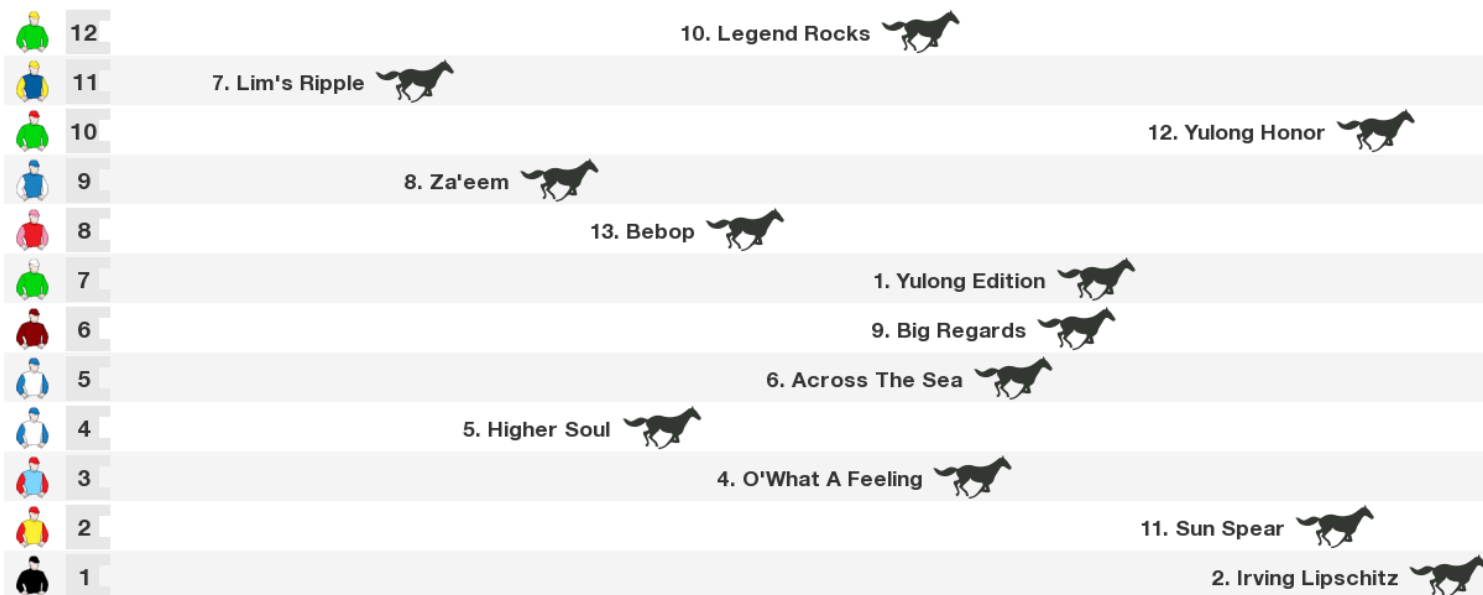 12 10. Legend Rocks
11 7. Lim's Ripple
10 12. Yulong Honor
9 8. Za'eem
8 13. Bebop
7 1. Yulong Edition
6 9. Big Regards
5 6. Across The Sea
4 5. Higher Soul
3 4. O'What A Feeling
2 11. Sun Spear
1 2. Irving Lipschitz